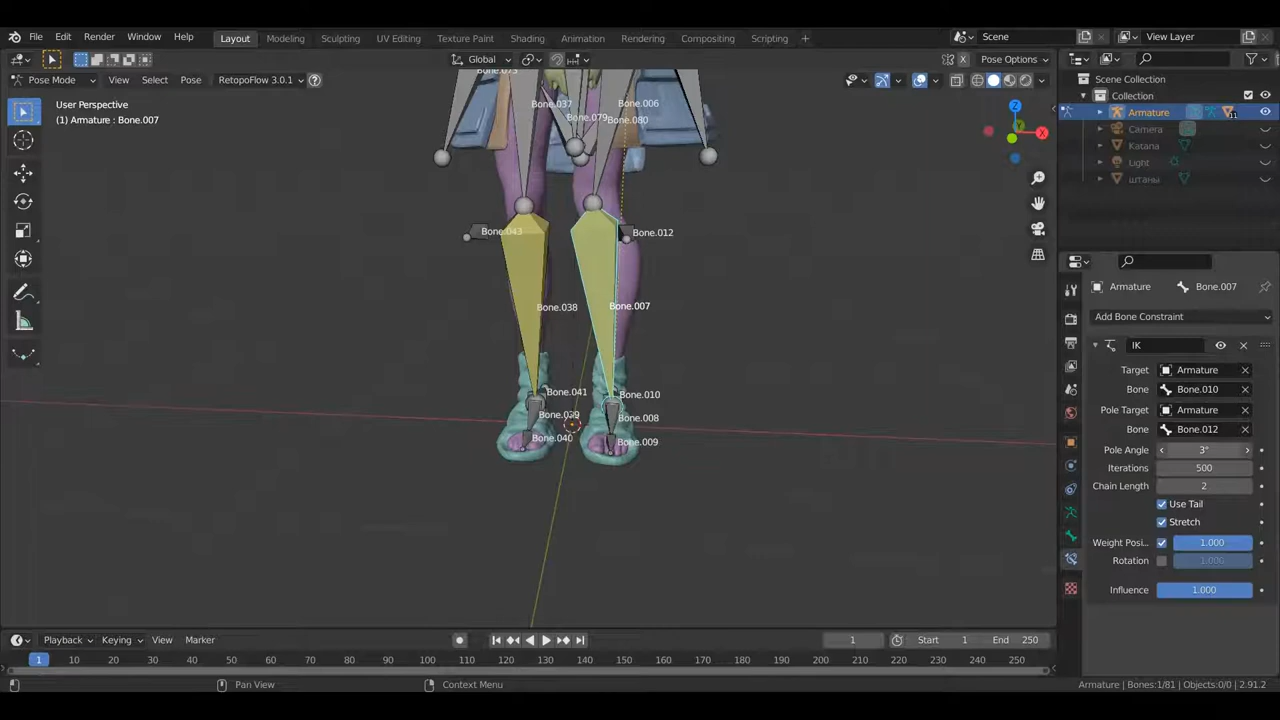 File Edit Render Window Help
Layout Modeling Sculpting UV Editing Texture Paint Shading Animation Rendering Compositing Scripting +
Scene
View Layer
Global
Pose Options
Pose Mode View Select Pose RetopoFlow 3.0.1
User Perspective
(1) Armature : Bone.007
Bone.037
Bone.006
Bone.079
Bone.080
Bone.043
Bone.012
Bone.038
Bone.007
Bone.041
Bone.010
Bone.039
Bone.008
Bone.040
Bone.009
Z
Y
X
Scene Collection
Collection
Armature
11
Camera
Katana
Light
штаны
Armature Bone.007
Add Bone Constraint
IK
Target Armature
Bone Bone.010
Pole Target Armature
Bone Bone.012
Pole Angle 3°
Iterations 500
Chain Length 2
Use Tail
Stretch
Weight Posi... 1.000
Rotation 1.000
Influence 1.000
Playback Keying View Marker
1
Start 1 End 250
1 10 20 30 40 50 60 70 80 90 100 110 120 130 140 150 160 170 180 190 200 210 220 230 240 250
Pan View
Context Menu
Armature | Bones:1/81 | Objects:0/0 | 2.91.2